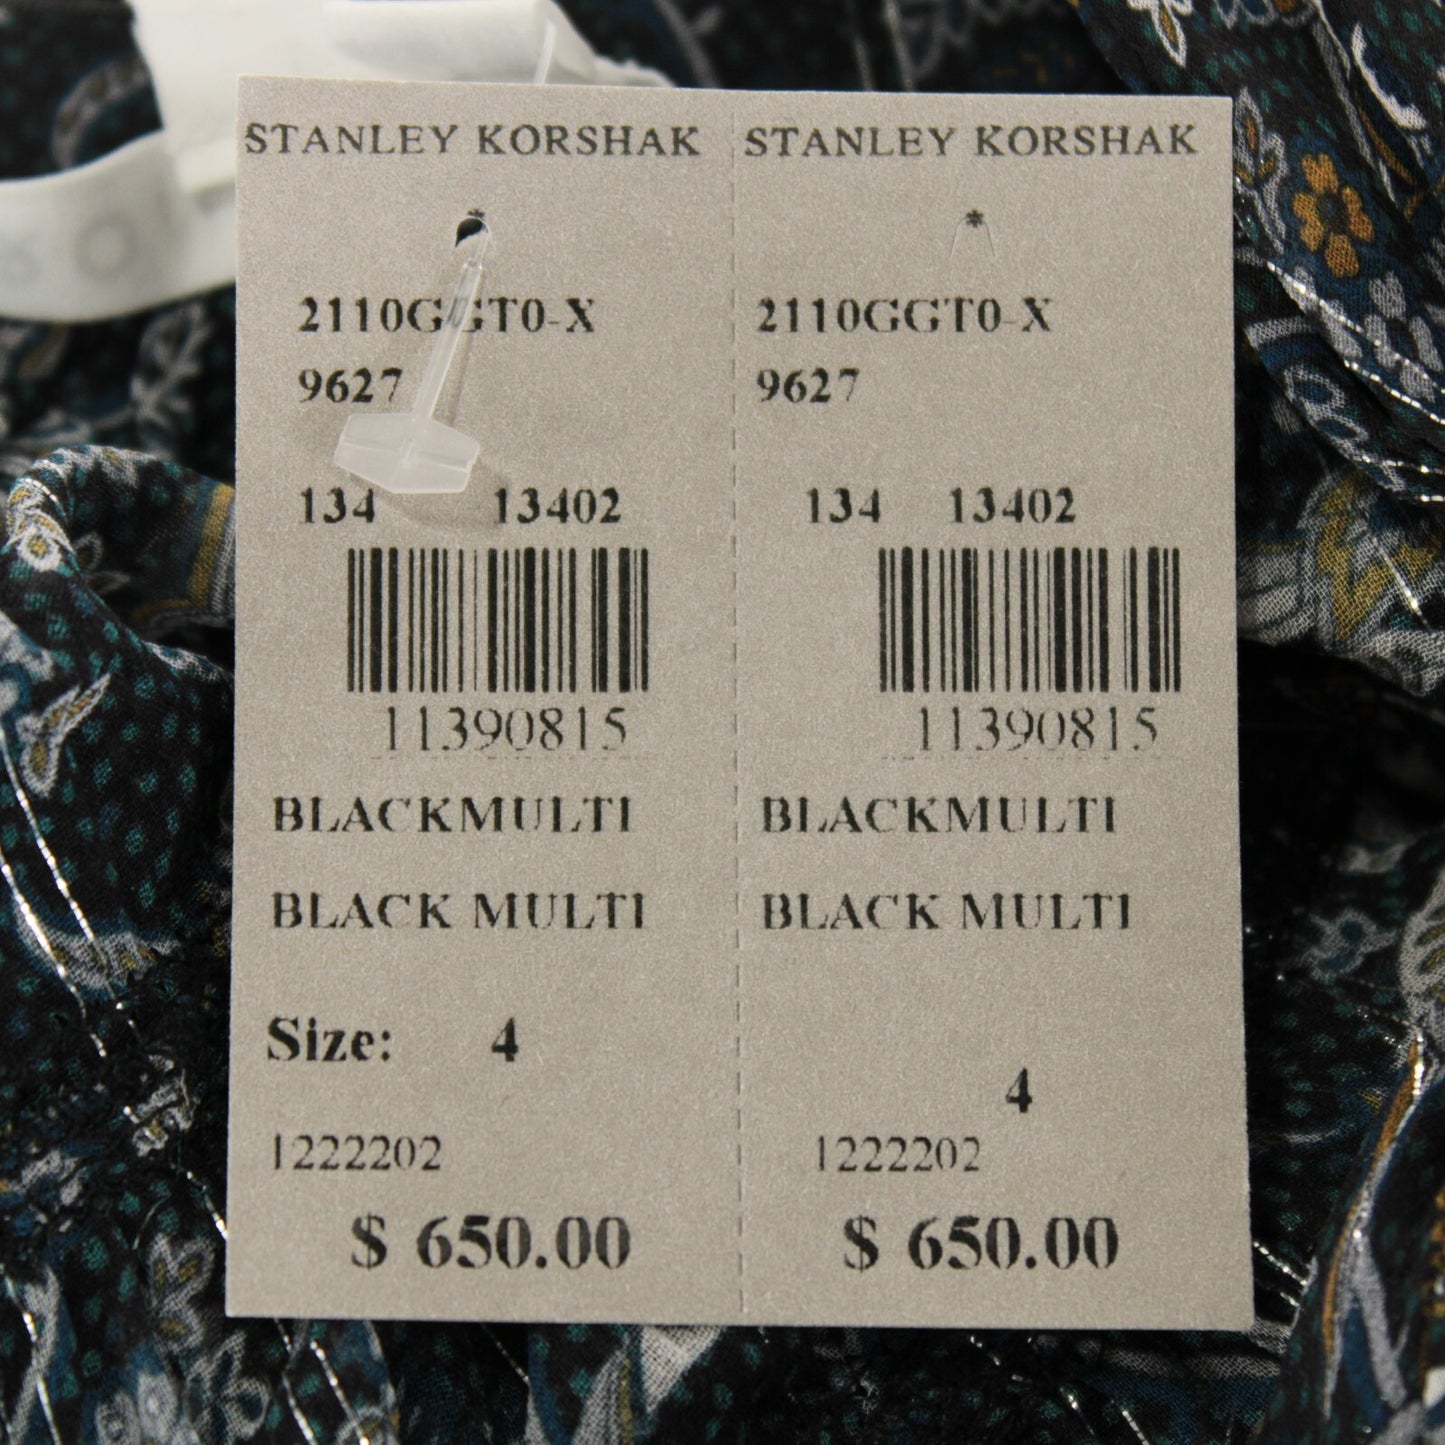 STANLEY KORSHAK
*
2110GGT0-X
9627
134 13402
11390815
BLACKMULTI
BLACK MULTI
Size: 4
1222202
$ 650.00
STANLEY KORSHAK
*
2110GGT0-X
9627
134 13402
11390815
BLACKMULTI
BLACK MULTI
4
1222202
$ 650.00